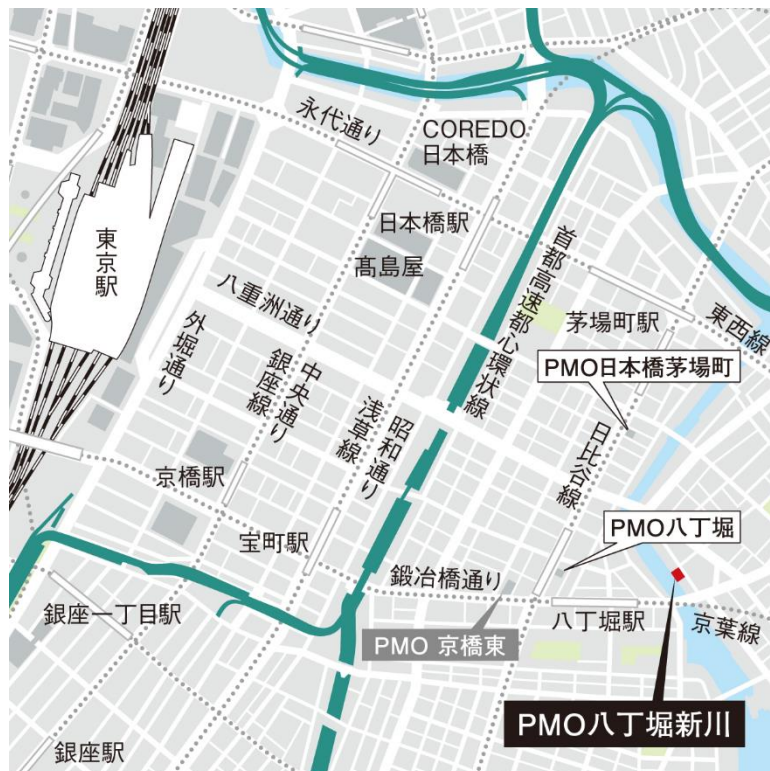 永代通り
COREDO
日本橋
日本橋駅
髙島屋
東京駅
八重洲通り
外堀通り
中央通り
銀座線
昭和通り
浅草線
首都高速都心環状線
茅場町駅
東西線
PMO日本橋茅場町
日比谷線
京橋駅
宝町駅
PMO八丁堀
鍛冶橋通り
銀座一丁目駅
八丁堀駅
京葉線
PMO 京橋東
PMO八丁堀新川
銀座駅